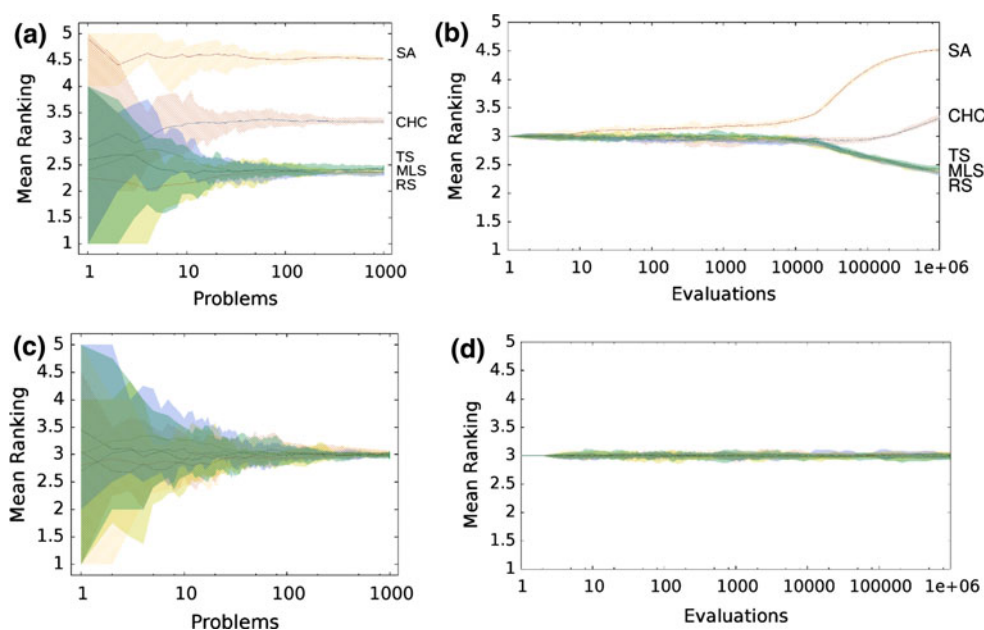 (a)
Mean Ranking
5
4.5
4
3.5
3
2.5
2
1.5
1
SA
CHC
TS
MLS
RS
1 10 100 1000
Problems
(b)
Mean Ranking
5
4.5
4
3.5
3
2.5
2
1.5
1
SA
CHC
TS
MLS
RS
1 10 100 1000 10000 100000 1e+06
Evaluations
(c)
Mean Ranking
5
4.5
4
3.5
3
2.5
2
1.5
1
1 10 100 1000
Problems
(d)
Mean Ranking
5
4.5
4
3.5
3
2.5
2
1.5
1
1 10 100 1000 10000 100000 1e+06
Evaluations